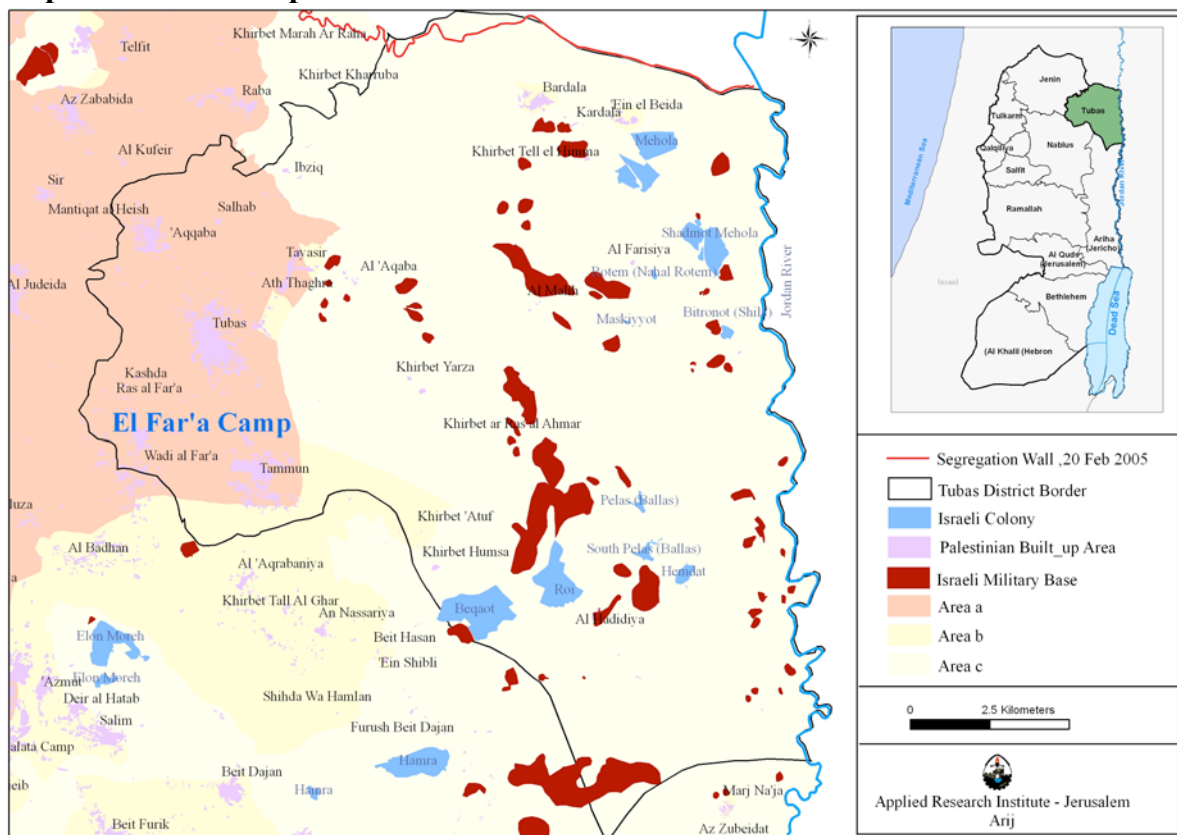 Telfit
Khirbet Marah Ar Raha
Khirbet Kharruba
Az Zababida
Raba
Bardala
'Ein el Beida
Kardala
Mehola
Al Kufeir
Khirbet Tell el Himma
Ibziq
Sir
Mantiqat al Heish
Salhab
'Aqqaba
Shadmot Mehola
Tayasir
Al Farisiya
Al 'Aqaba
Rotem (Nahal Rotem)
Al Judeida
Ath Thaghra
Al Malih
Jordan River
Maskiyyot
Bitronot (Shila)
Tubas
Khirbet Yarza
Kashda
Ras al Far'a
El Far'a Camp
Khirbet ar Ras al Ahmar
Wadi al Far'a
Tammun
Pelas (Ballas)
luza
Khirbet 'Atuf
Al Badhan
Khirbet Humsa
South Pelas (Ballas)
Al 'Aqrabaniya
Hemdat
Roi
Khirbet Tall Al Ghar
An Nassariya
Beqaot
Al Hadidiya
Elon Moreh
Beit Hasan
'Ein Shibli
Elon Moreh
'Azmut
Deir al Hatab
Shihda Wa Hamlan
Salim
Furush Beit Dajan
alata Camp
Hamra
Beit Dajan
eib
Hamra
Marj Na'ja
Beit Furik
Az Zubeidat
Jenin
Tubas
Tulkarm
Nablus
Qalqiliya
Salfit
Mediterranean Sea
Jordan River
Ramallah
Ariha
(Jericho)
Al Quds
(Jerusalem)
Israel
Bethlehem
Dead Sea
(Al Khalil (Hebron
Segregation Wall ,20 Feb 2005
Tubas District Border
Israeli Colony
Palestinian Built_up Area
Israeli Military Base
Area a
Area b
Area c
0 2.5 Kilometers
Applied Research Institute - Jerusalem
Arij